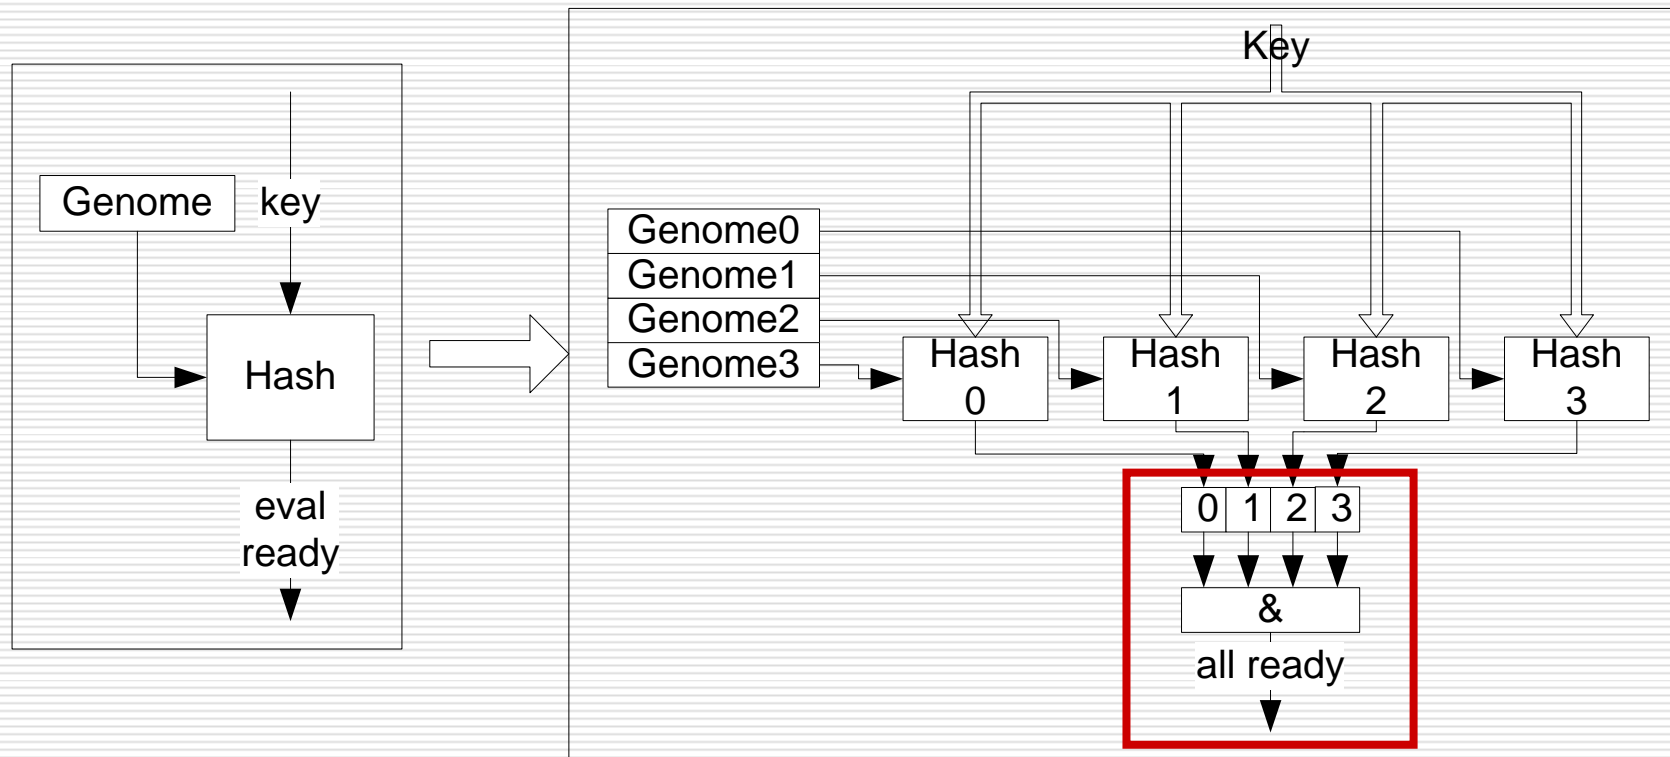 Genome
key
Hash
eval
ready
Key
Genome0
Genome1
Genome2
Genome3
Hash
0
Hash
1
Hash
2
Hash
3
0 1 2 3
&
all ready